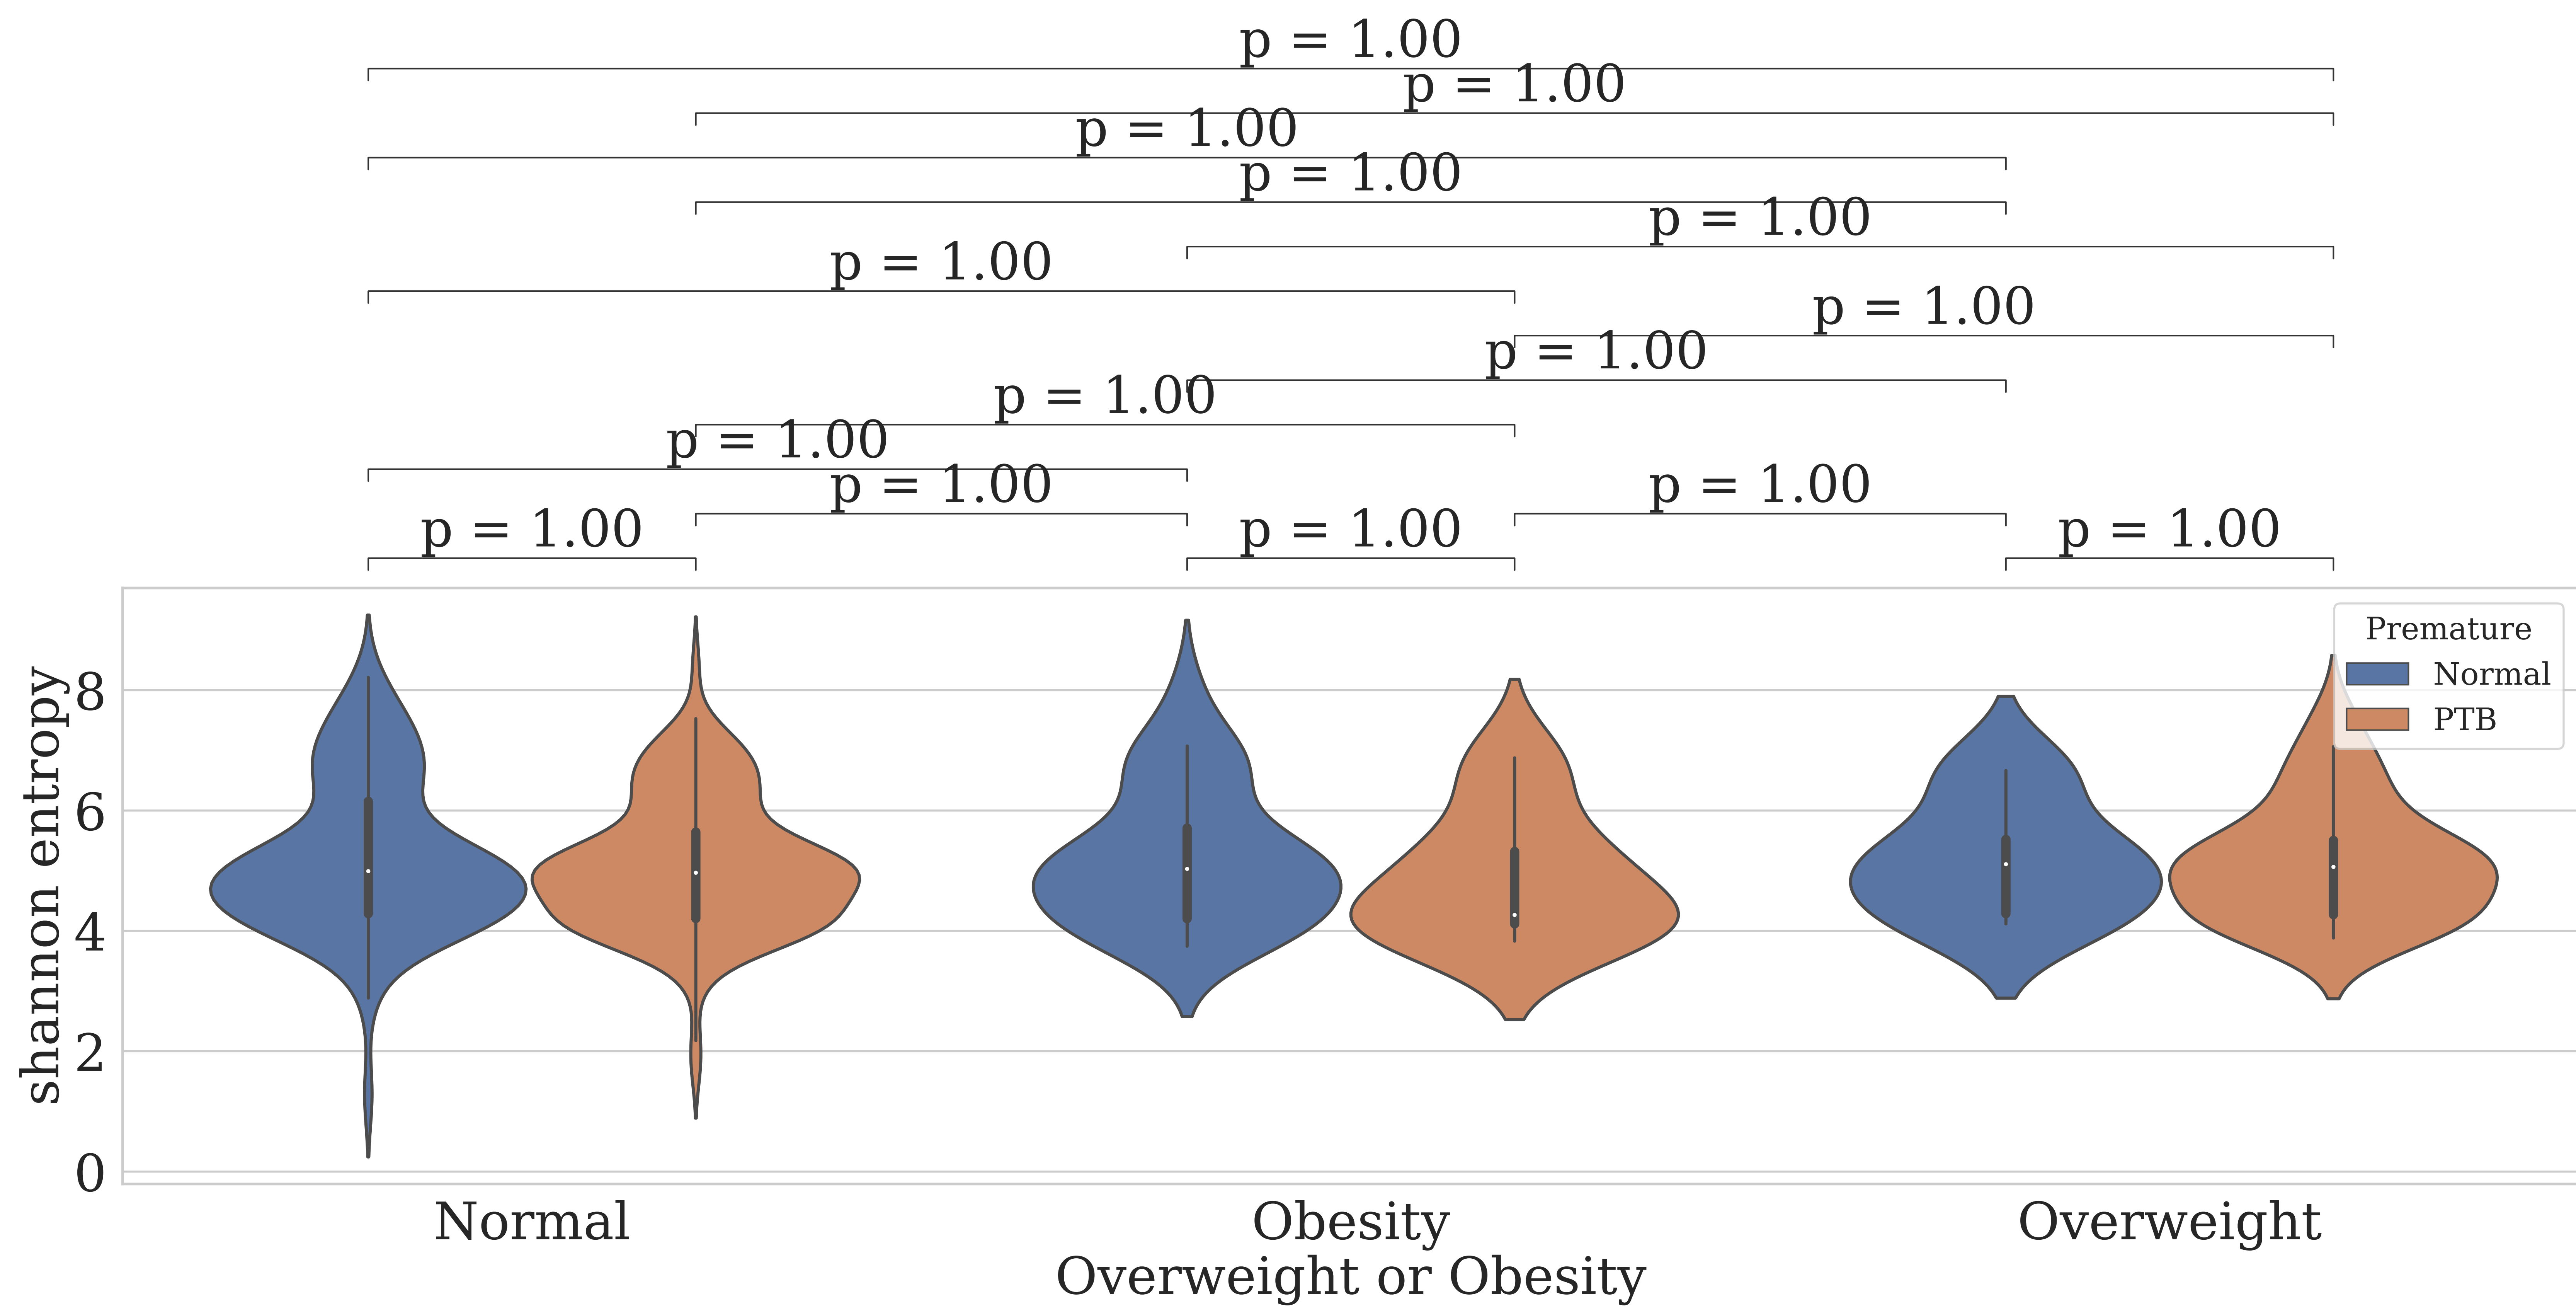 p = 1.00
p = 1.00
p = 1.00
p = 1.00
p = 1.00
p = 1.00
p = 1.00
p = 1.00
p = 1.00
p = 1.00
p = 1.00 p = 1.00
p = 1.00 p = 1.00 p = 1.00
Premature
Normal
PTB
shannon entropy
8
6
4
2
0
Normal Obesity Overweight
Overweight or Obesity